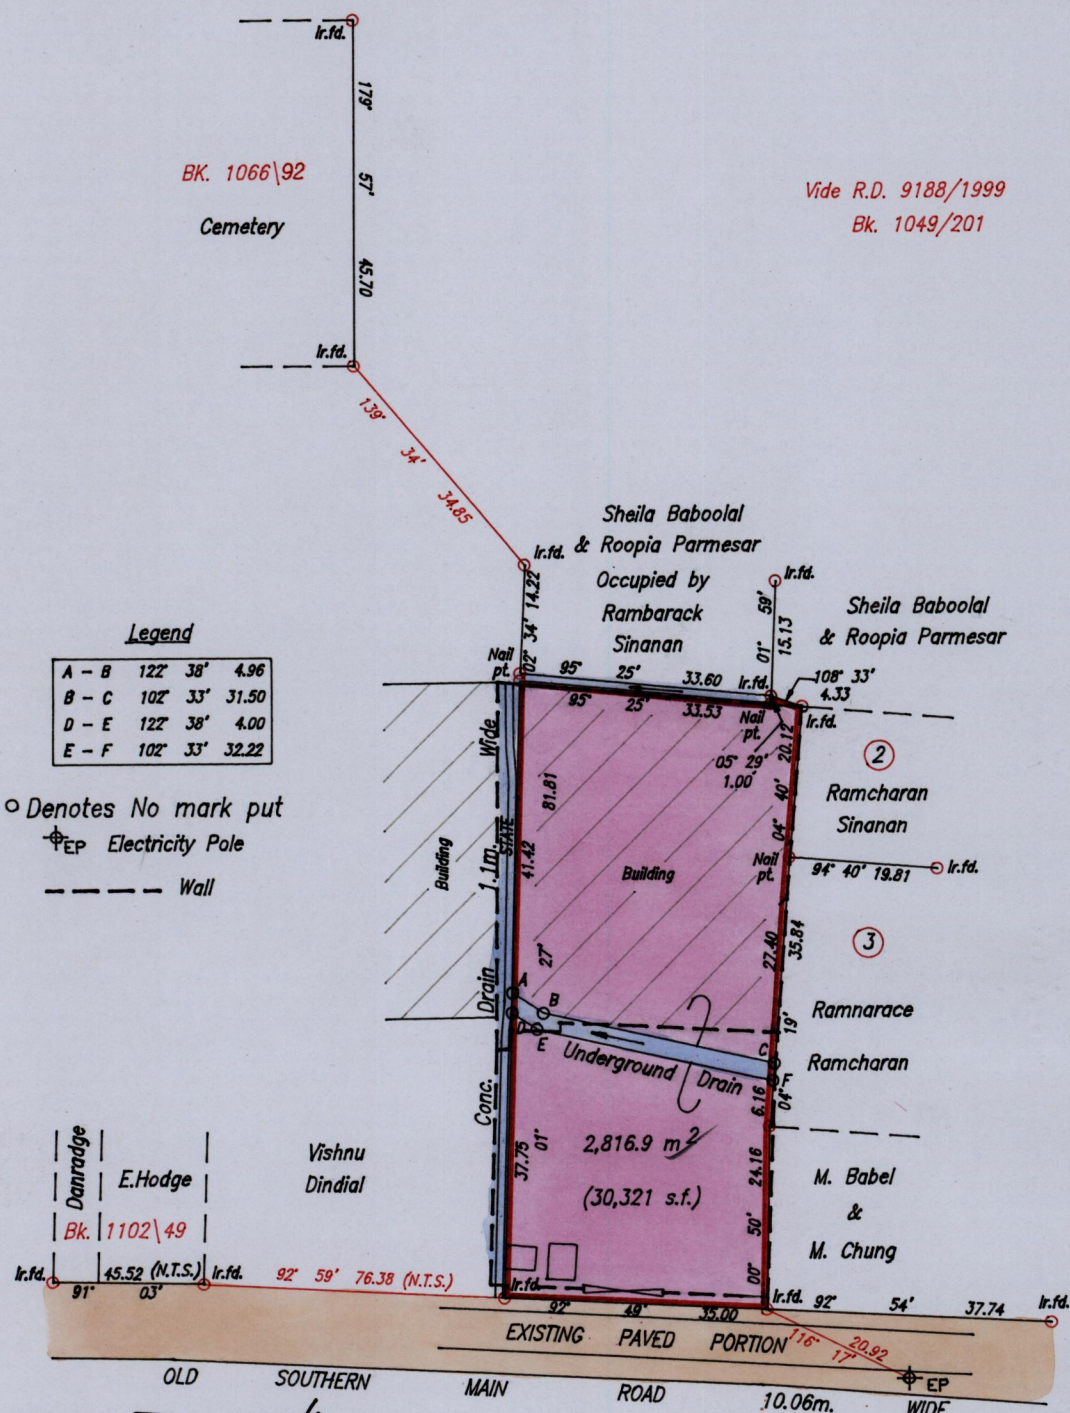 Ir.fd.
179° 57' 45.70
BK. 1066\92
Cemetery
Vide R.D. 9188/1999
Bk. 1049/201
Ir.fd.
139° 34' 34.85
Sheila Baboolal
& Roopia Parmesar
Occupied by
Rambarack
Sinanan
Ir.fd.
02° 34' 14.22
Ir.fd.
01° 59' 15.13
Sheila Baboolal
& Roopia Parmesar
Legend
A - B 122° 38' 4.96
B - C 102° 33' 31.50
D - E 122° 38' 4.00
E - F 102° 33' 32.22
Denotes No mark put
EP Electricity Pole
Wall
Nail
pt.
95° 25' 33.60
Ir.fd.
108° 33'
4.33
Ir.fd.
95° 25' 33.53
Nail
pt.
05° 29'
1.00
04° 40' 20.12
2
Ramcharan
Sinanan
Nail
pt.
94° 40' 19.81
Ir.fd.
3
Ramnarace
Ramcharan
04° 19' 35.84
27.40
6.16
Conc. Drain 1.1m. Wide
STATE
81.81
41.42
01° 27'
37.75
Building
Building
A
B
C
D
E
F
Underground Drain
2,816.9 m2
(30,321 s.f.)
00° 50' 24.16
M. Babel
&
M. Chung
Danradge
E.Hodge
Bk. 1102\49
Vishnu
Dindial
Ir.fd.
45.52 (N.T.S.)
91° 03'
Ir.fd.
92° 59' 76.38 (N.T.S.)
Ir.fd.
92° 49' 35.00
Ir.fd.
92° 54' 37.74
Ir.fd.
EXISTING PAVED PORTION
116° 17' 20.92
EP
OLD SOUTHERN MAIN ROAD 10.06m. WIDE